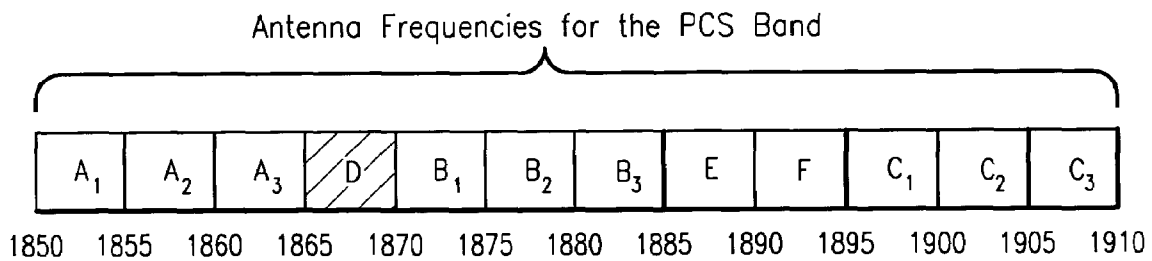 Antenna Frequencies for the PCS Band
A₁ A₂ A₃ D B₁ B₂ B₃ E F C₁ C₂ C₃
1850 1855 1860 1865 1870 1875 1880 1885 1890 1895 1900 1905 1910